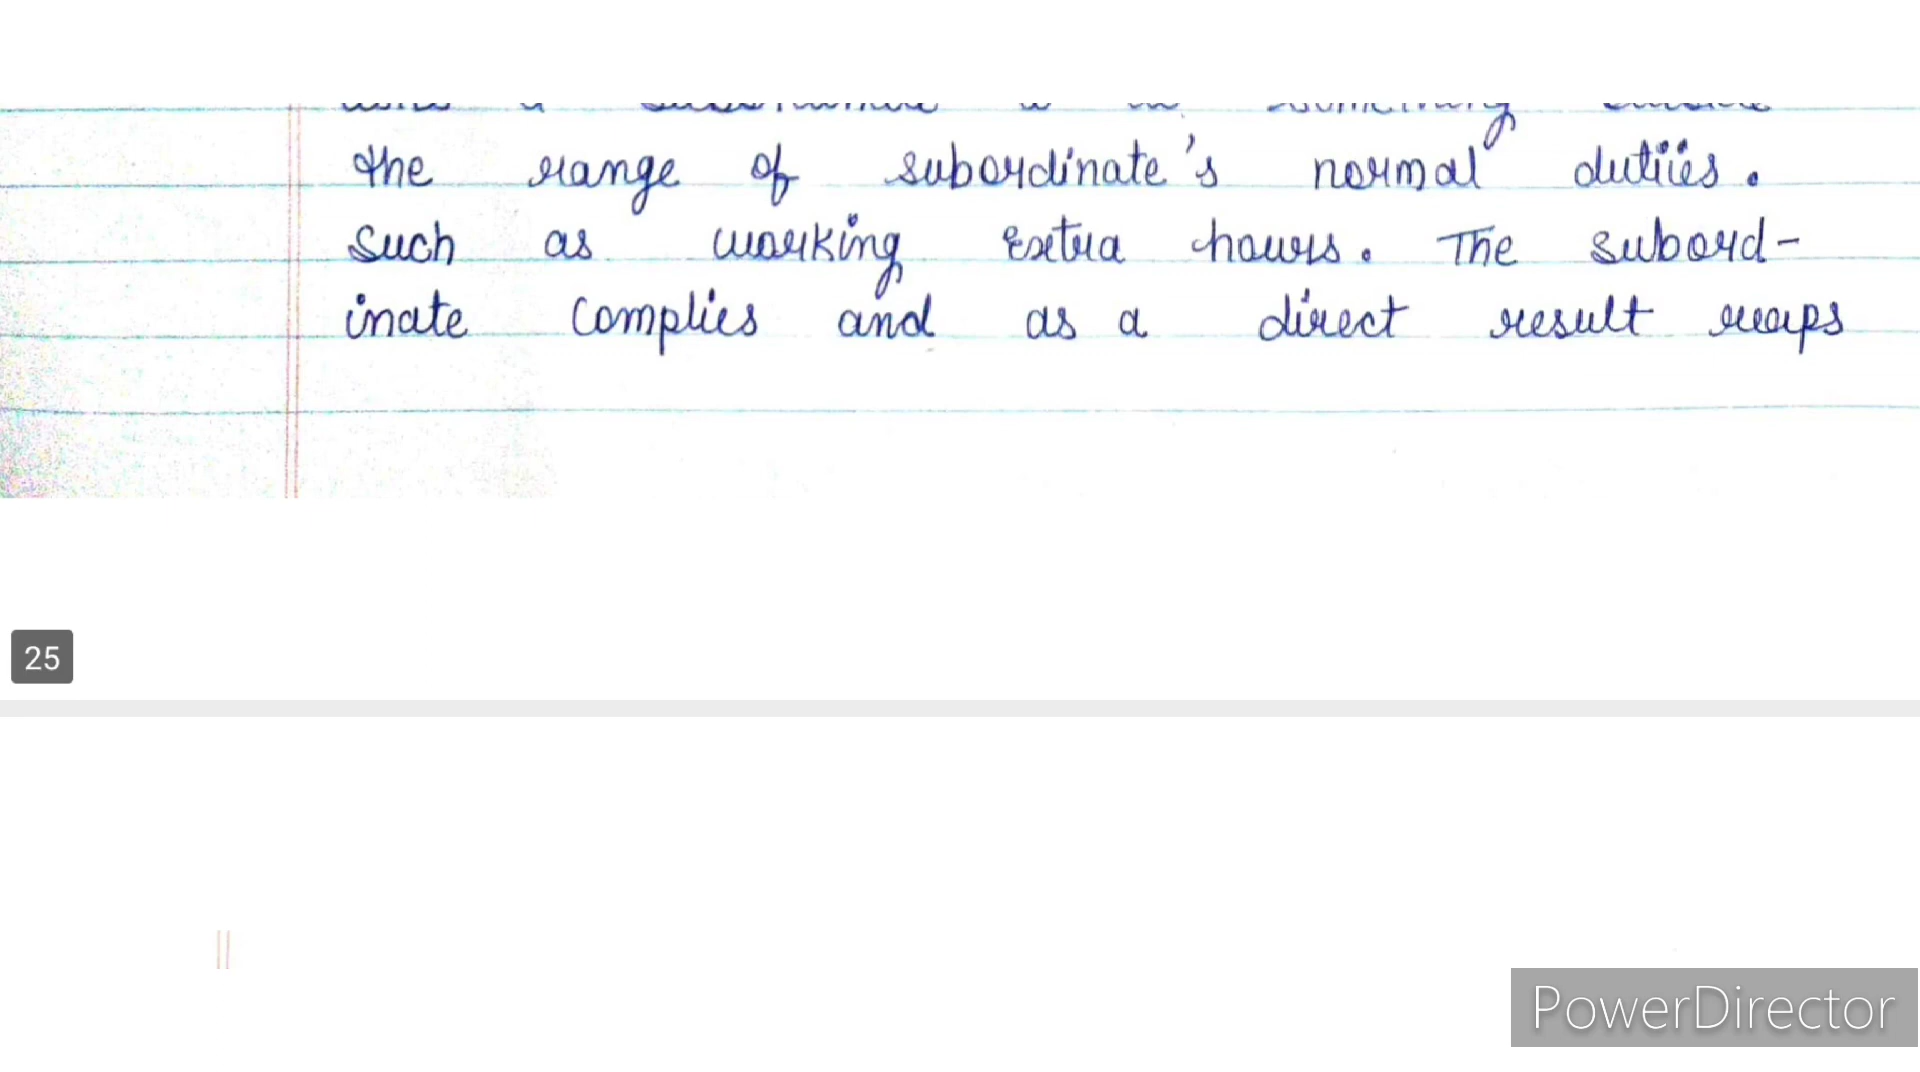 the range of subordinate's normal duties.
Such as working Extra hours. The subord-
inate Complies and as a direct result reaps
25
PowerDirector